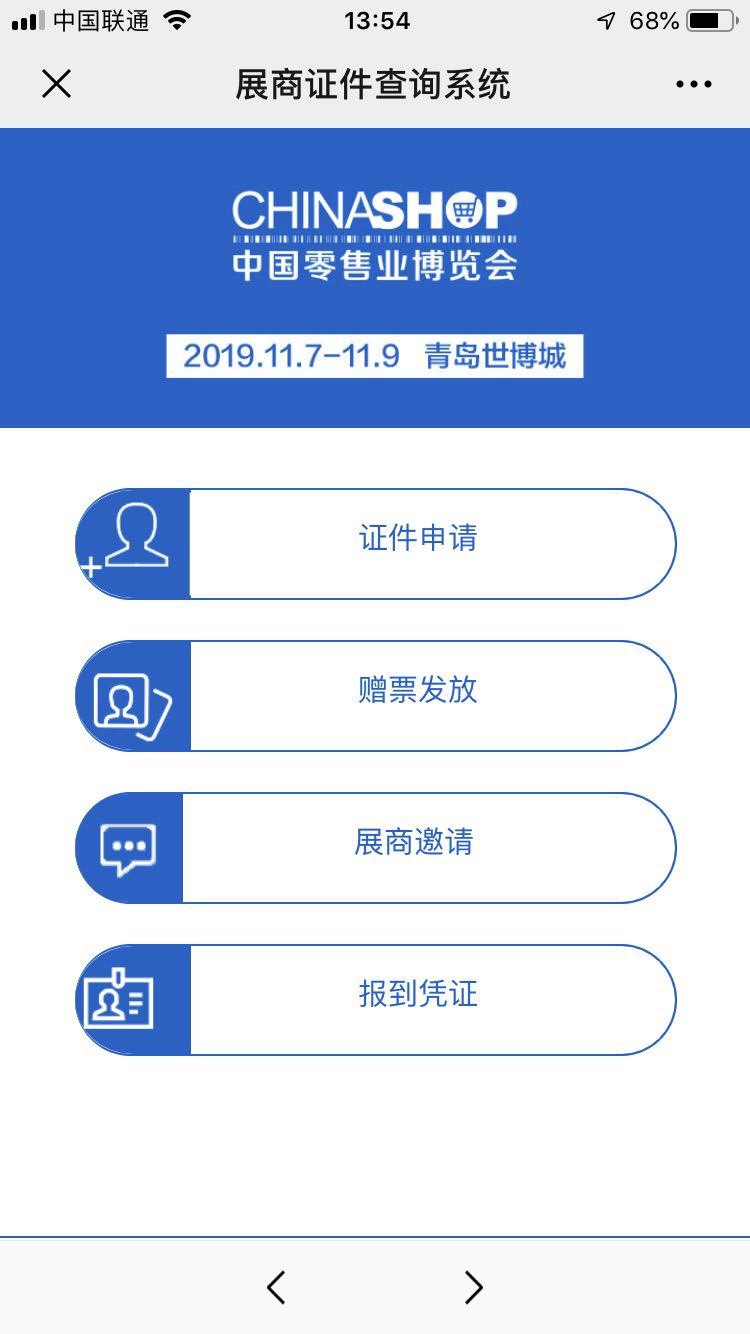 中国联通 13:54 68%
展商证件查询系统
CHINASHOP
中国零售业博览会
2019.11.7-11.9 青岛世博城
证件申请
赠票发放
展商邀请
报到凭证